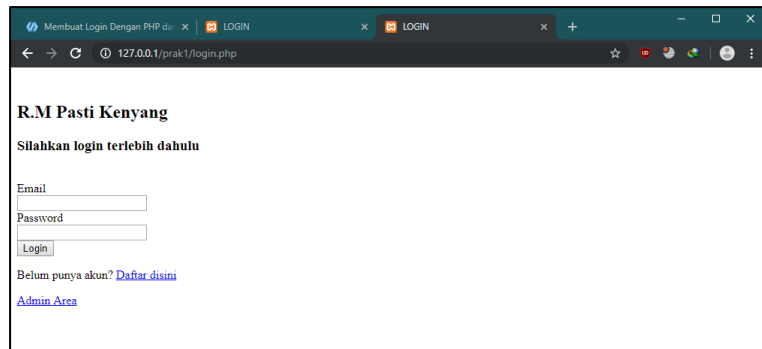 Membuat Login Dengan PHP da
LOGIN
LOGIN
127.0.0.1/prak1/login.php
R.M Pasti Kenyang
Silahkan login terlebih dahulu
Email
Password
Login
Belum punya akun? Daftar disini
Admin Area